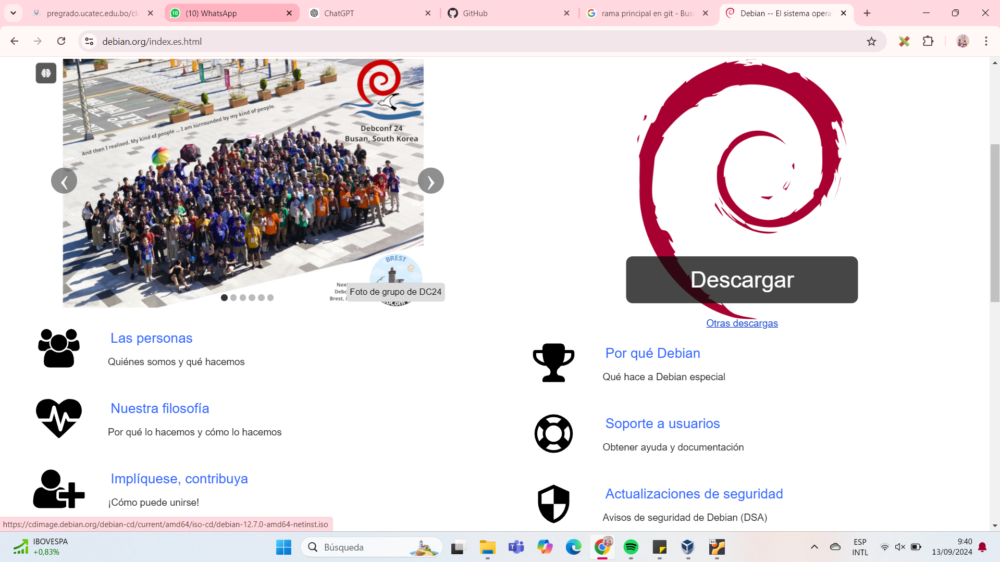 pregrado.ucatec.edu.bo/cla
(10) WhatsApp
ChatGPT
GitHub
rama principal en git - Bus
Debian -- El sistema opera
debian.org/index.es.html
And then I realised. My kind of people ... I am surrounded by my kind of people.
Debconf 24
Busan, South Korea
BREST
Foto de grupo de DC24
Descargar
Otras descargas
Las personas
Quiénes somos y qué hacemos
Por qué Debian
Qué hace a Debian especial
Nuestra filosofía
Por qué lo hacemos y cómo lo hacemos
Soporte a usuarios
Obtener ayuda y documentación
Implíquese, contribuya
¡Cómo puede unirse!
Actualizaciones de seguridad
Avisos de seguridad de Debian (DSA)
https://cdimage.debian.org/debian-cd/current/amd64/iso-cd/debian-12.7.0-amd64-netinst.iso
IBOVESPA
+0,83%
Búsqueda
64
ESP
INTL
9:40
13/09/2024